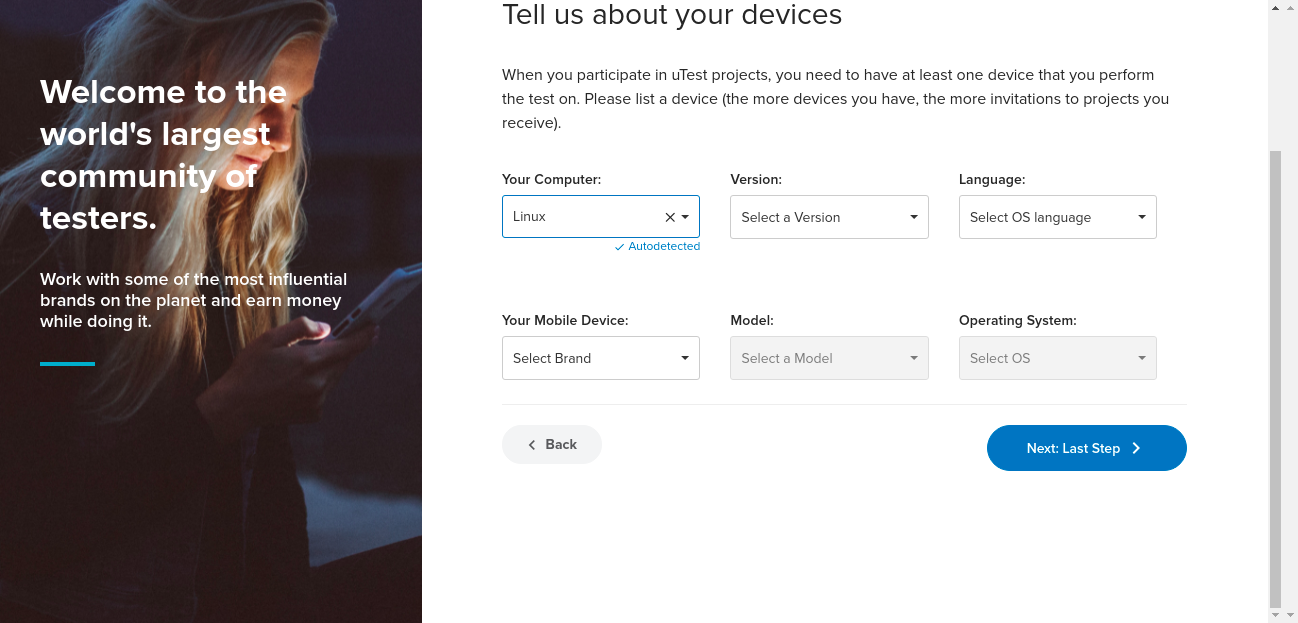 Welcome to the
world's largest
community of
testers.
Work with some of the most influential
brands on the planet and earn money
while doing it.
Tell us about your devices
When you participate in uTest projects, you need to have at least one device that you perform
the test on. Please list a device (the more devices you have, the more invitations to projects you
receive).
Your Computer: Version: Language:
Linux Select a Version Select OS language
Autodetected
Your Mobile Device: Model: Operating System:
Select Brand Select a Model Select OS
Back Next: Last Step